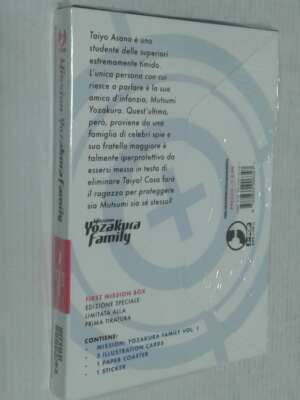 Taiyo Asano è uno
studente delle superiori
estremamente timido.
L'unica persona con cui
riesce a parlare è la sua
amica d'infanzia, Mutsumi
Yozakura. Quest'ultima,
però, proviene da una
famiglia di celebri spie e
suo fratello maggiore è
talmente iperprotettivo da
essersi messo in testa di
eliminare Taiyo! Cosa farà
il ragazzo per proteggere
sia Mutsumi sia sé stesso?
Mission
Yozakura
Family
FIRST MISSION BOX
EDIZIONE SPECIALE
LIMITATA ALLA
PRIMA TIRATURA
CONTIENE:
• MISSION: YOZAKURA FAMILY VOL. 1
• 3 ILLUSTRATION CARDS
• 1 PAPER COASTER
• 1 STICKER
Mission Yozakura Family
1